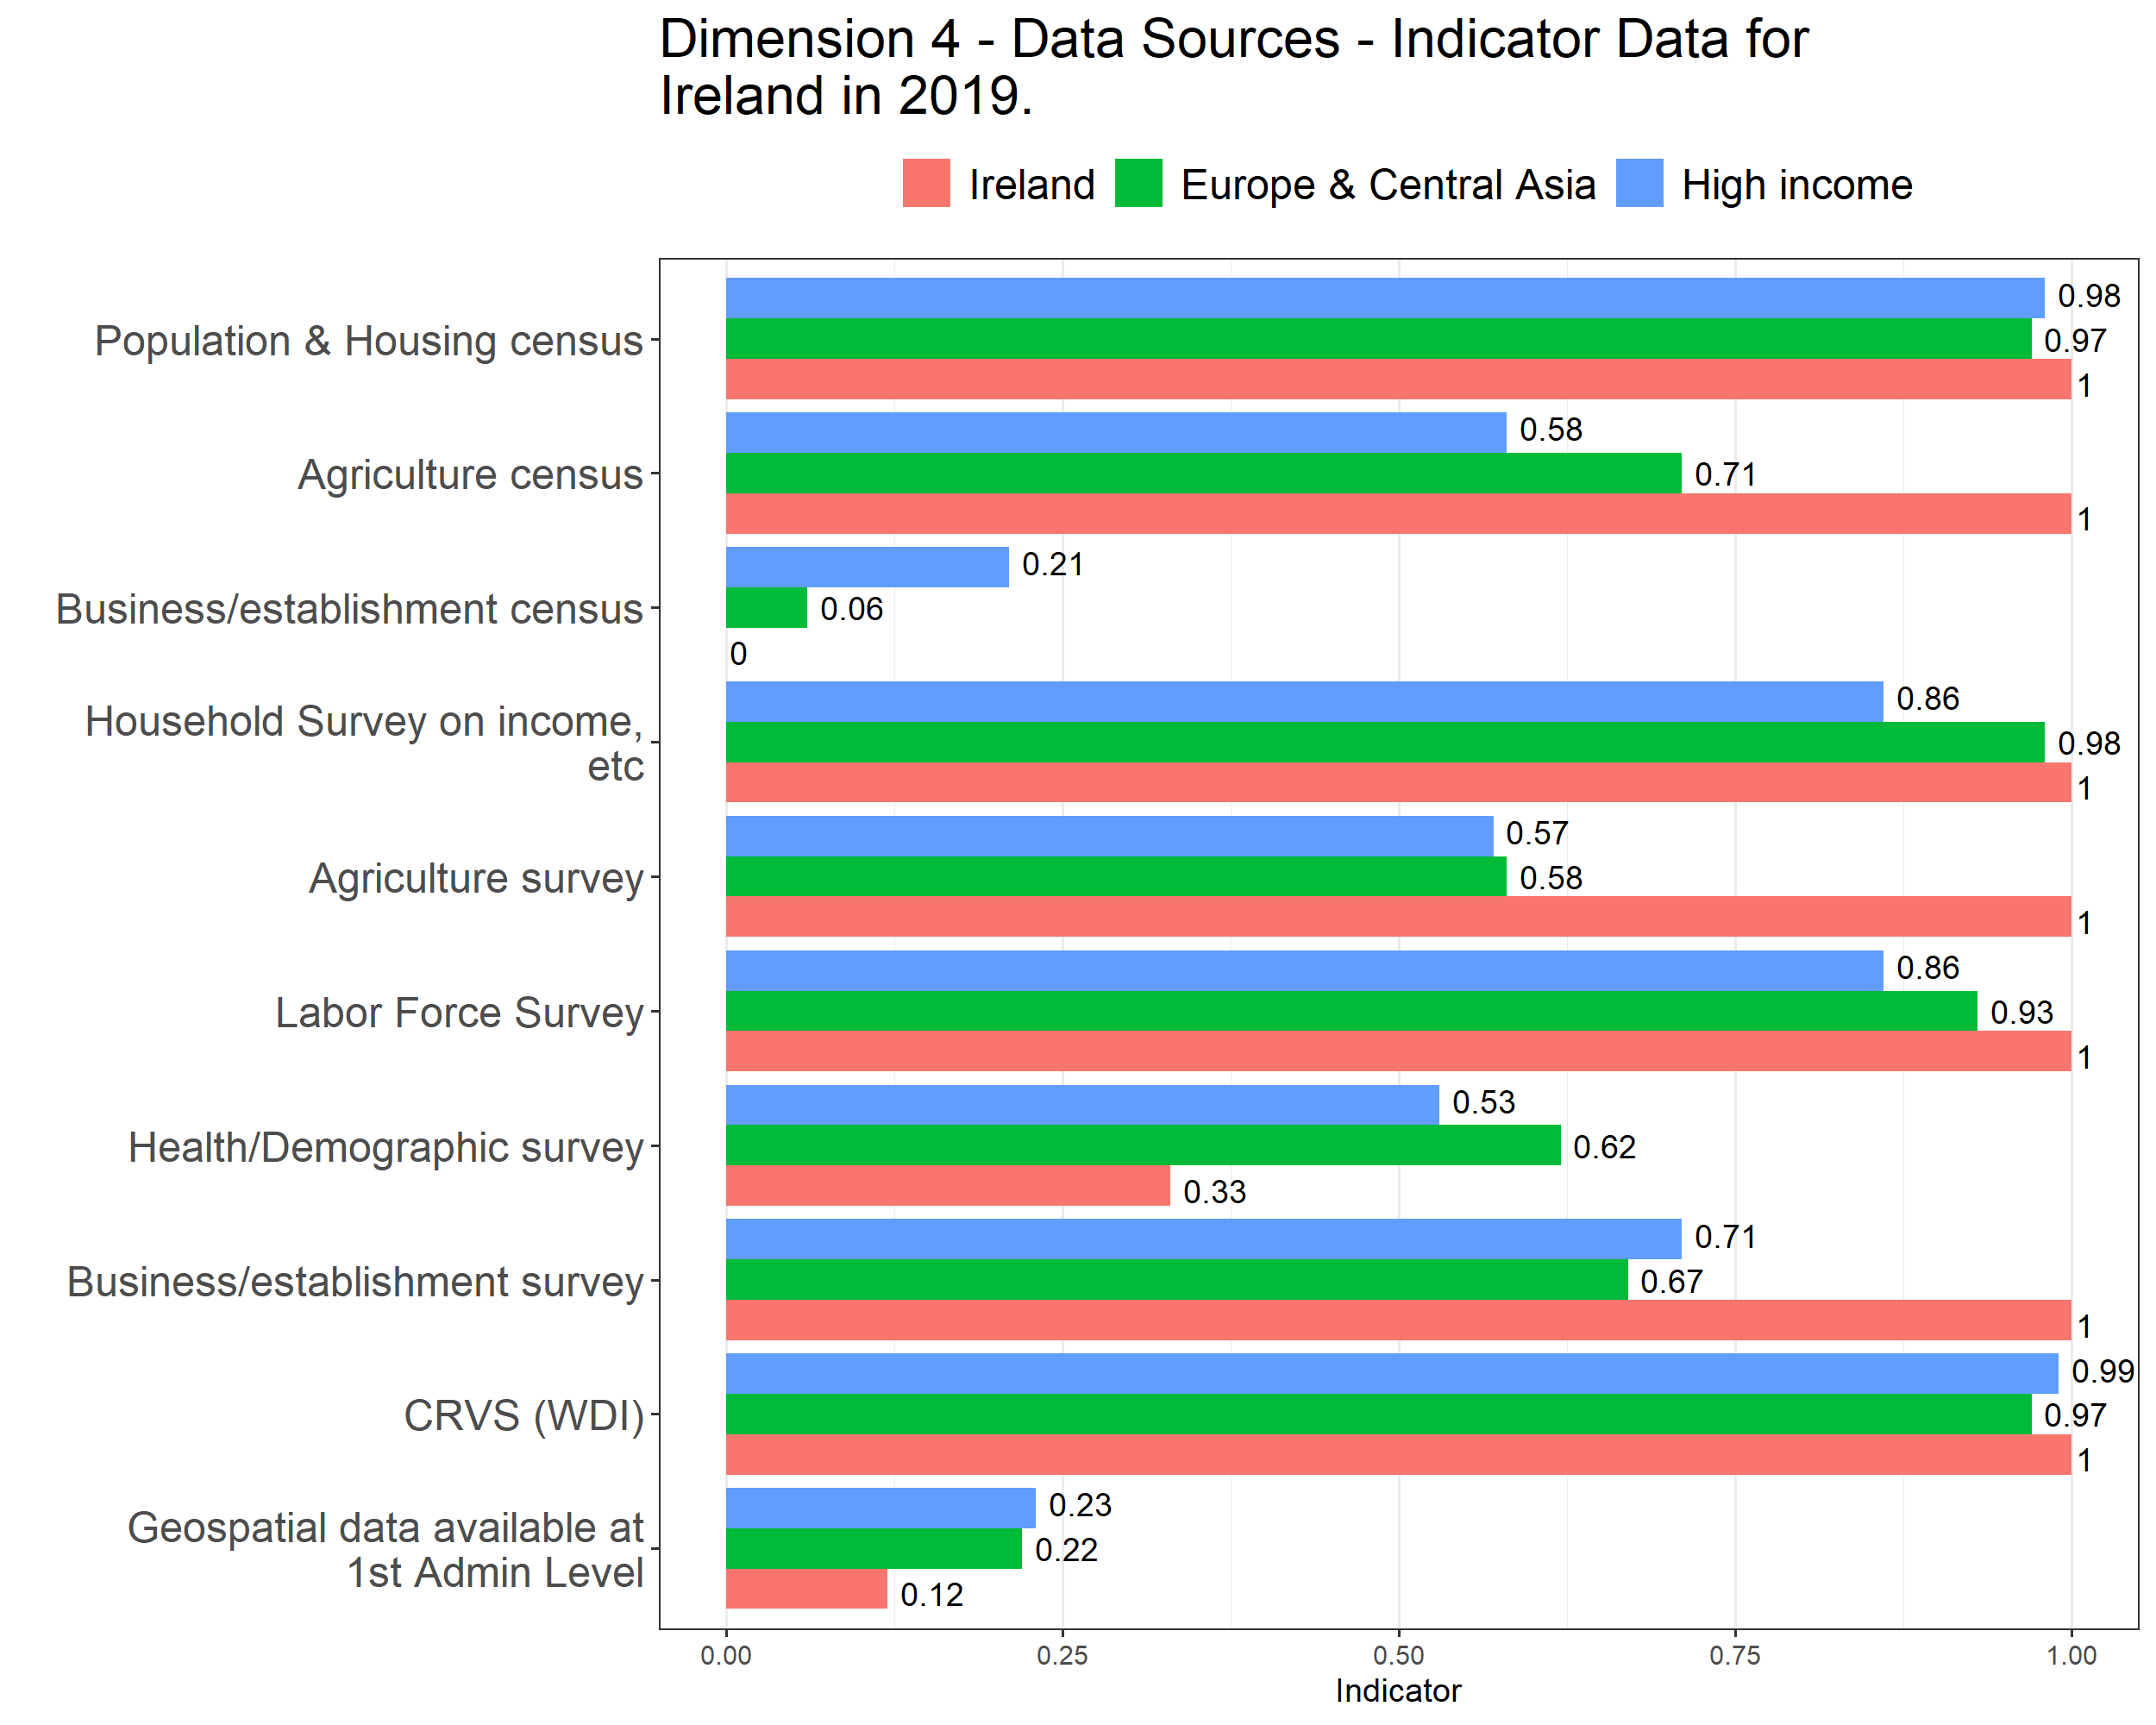 Dimension 4 - Data Sources - Indicator Data for
Ireland in 2019.
Ireland
Europe & Central Asia
High income
Population & Housing census
0.98
0.97
1
Agriculture census
0.58
0.71
1
Business/establishment census
0.21
0.06
0
Household Survey on income,
etc
0.86
0.98
1
Agriculture survey
0.57
0.58
1
Labor Force Survey
0.86
0.93
1
Health/Demographic survey
0.53
0.62
0.33
Business/establishment survey
0.71
0.67
1
CRVS (WDI)
0.99
0.97
1
Geospatial data available at
1st Admin Level
0.23
0.22
0.12
0.00
0.25
0.50
0.75
1.00
Indicator